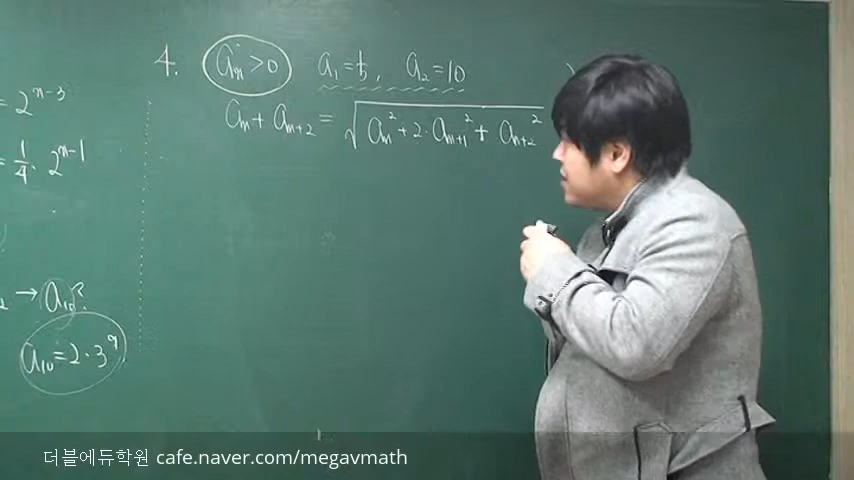 = 2ⁿ⁻³
= 1/4 · 2ⁿ⁻¹
→ a₁₀?
a₁₀ = 2 · 3⁹
4. aₙ > 0 a₁ = 5, a₂ = 10
aₙ + aₙ₊₂ = √(aₙ² + 2 · aₙ₊₁² + aₙ₊₂²)
더블에듀학원 cafe.naver.com/megavmath